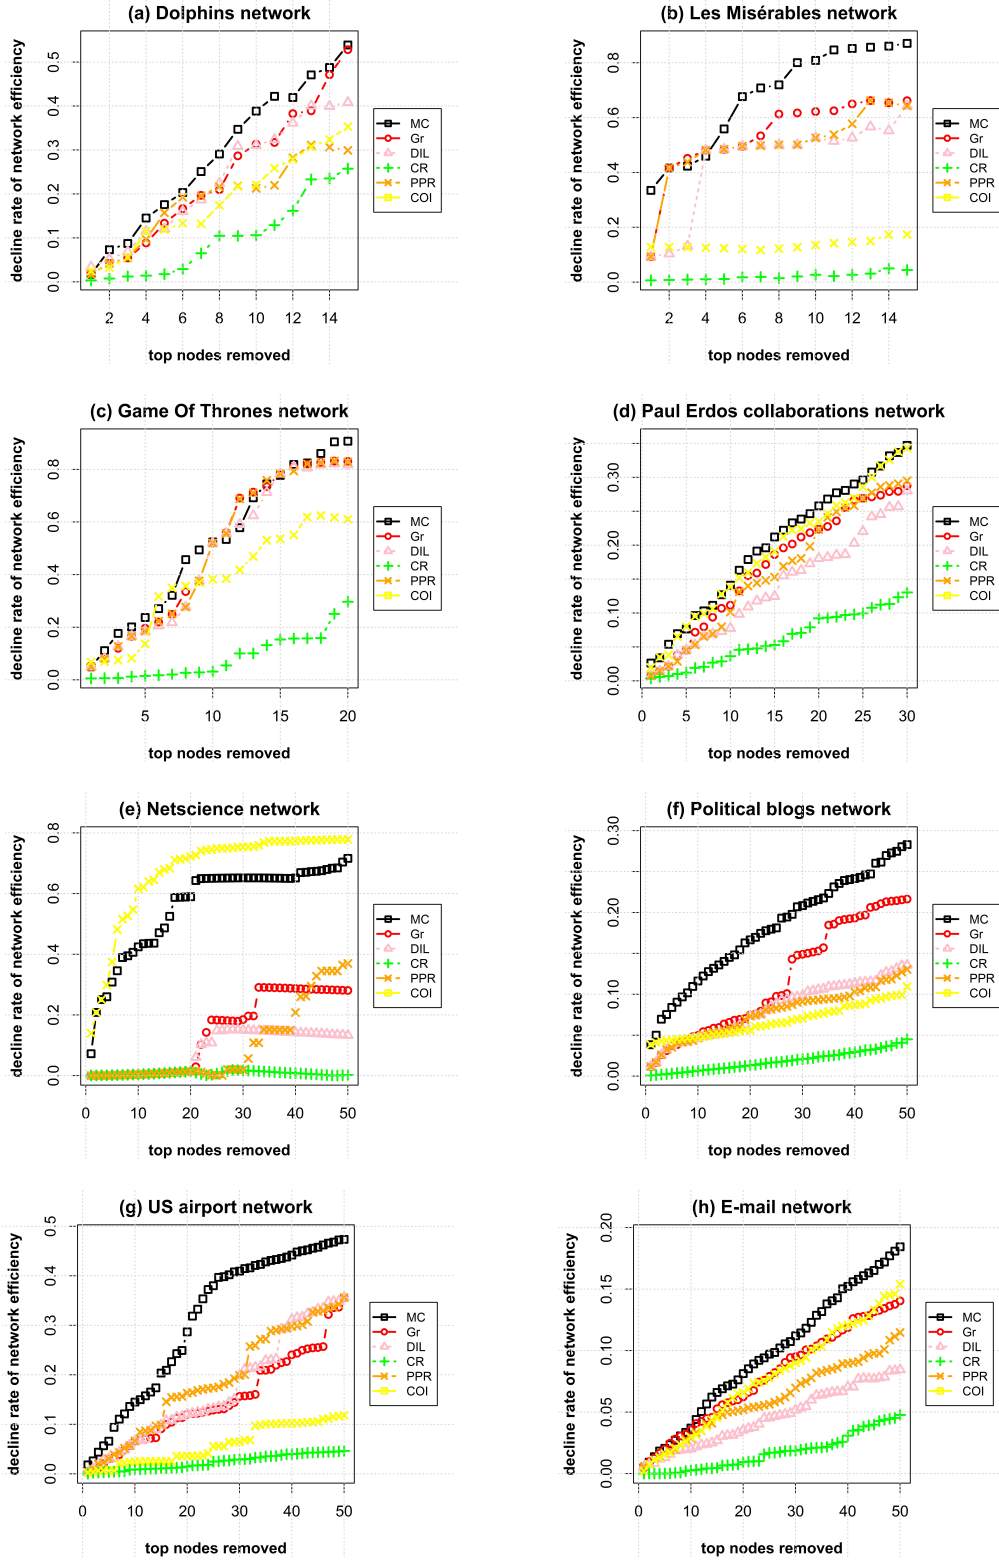 (a) Dolphins network
decline rate of network efficiency
0.0 0.1 0.2 0.3 0.4 0.5
2 4 6 8 10 12 14
top nodes removed
MC
Gr
DIL
CR
PPR
COI
(b) Les Misérables network
decline rate of network efficiency
0.0 0.2 0.4 0.6 0.8
2 4 6 8 10 12 14
top nodes removed
MC
Gr
DIL
CR
PPR
COI
(c) Game Of Thrones network
decline rate of network efficiency
0.0 0.2 0.4 0.6 0.8
5 10 15 20
top nodes removed
MC
Gr
DIL
CR
PPR
COI
(d) Paul Erdos collaborations network
decline rate of network efficiency
0.00 0.10 0.20 0.30
0 5 10 15 20 25 30
top nodes removed
MC
Gr
DIL
CR
PPR
COI
(e) Netscience network
decline rate of network efficiency
0.0 0.2 0.4 0.6 0.8
0 10 20 30 40 50
top nodes removed
MC
Gr
DIL
CR
PPR
COI
(f) Political blogs network
decline rate of network efficiency
0.00 0.10 0.20 0.30
0 10 20 30 40 50
top nodes removed
MC
Gr
DIL
CR
PPR
COI
(g) US airport network
decline rate of network efficiency
0.0 0.1 0.2 0.3 0.4 0.5
0 10 20 30 40 50
top nodes removed
MC
Gr
DIL
CR
PPR
COI
(h) E-mail network
decline rate of network efficiency
0.00 0.05 0.10 0.15 0.20
0 10 20 30 40 50
top nodes removed
MC
Gr
DIL
CR
PPR
COI